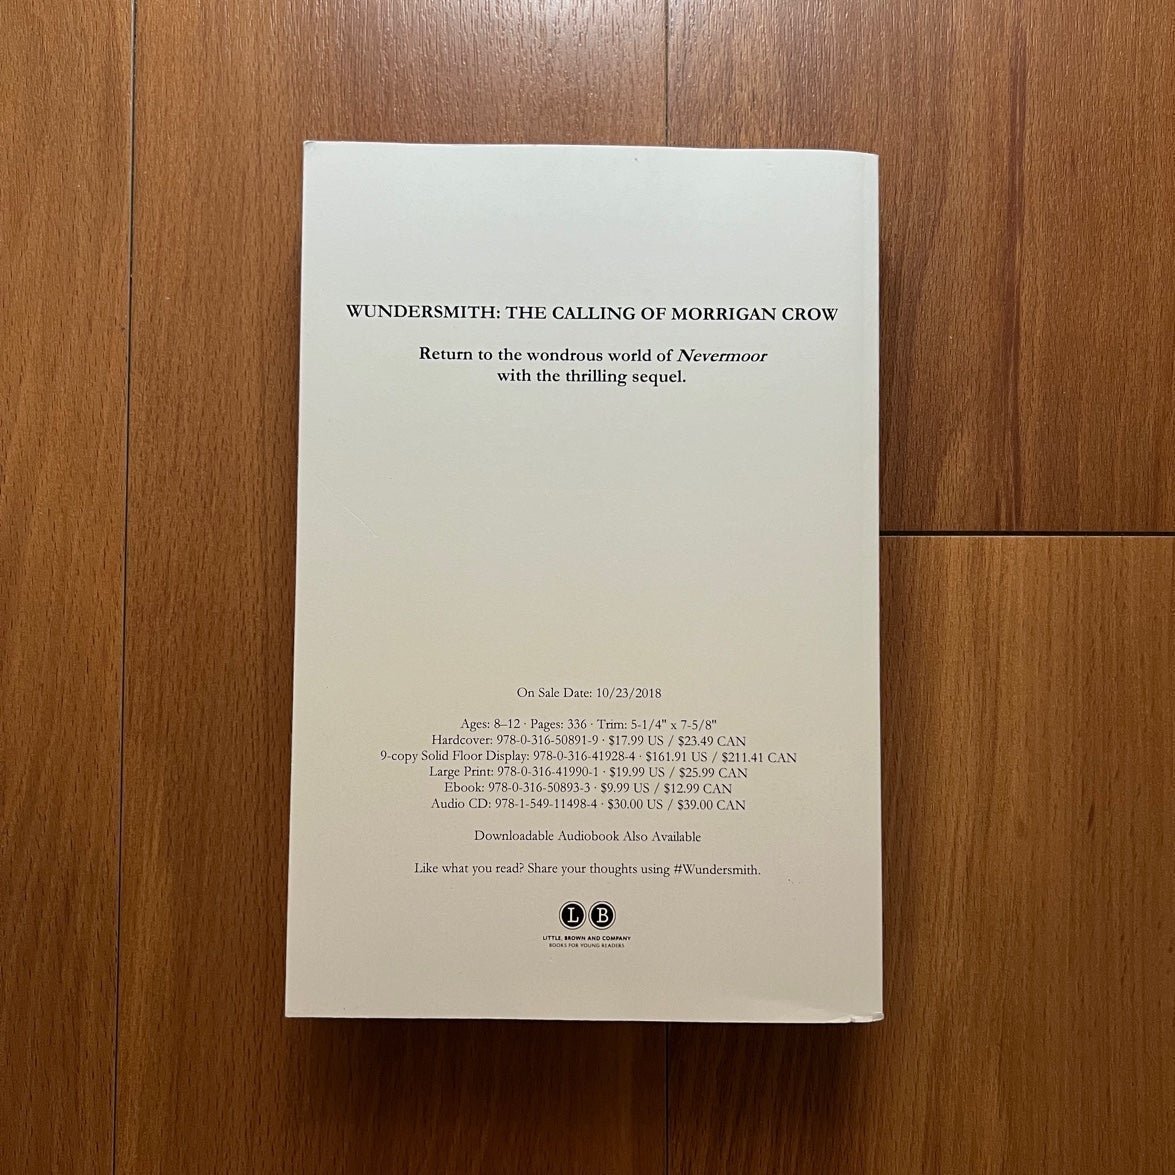 WUNDERSMITH: THE CALLING OF MORRIGAN CROW
Return to the wondrous world of Nevermoor
with the thrilling sequel.
On Sale Date: 10/23/2018
Ages: 8–12 · Pages: 336 · Trim: 5-1/4" x 7-5/8"
Hardcover: 978-0-316-50891-9 · $17.99 US / $23.49 CAN
9-copy Solid Floor Display: 978-0-316-41928-4 · $161.91 US / $211.41 CAN
Large Print: 978-0-316-41990-1 · $19.99 US / $25.99 CAN
Ebook: 978-0-316-50893-3 · $9.99 US / $12.99 CAN
Audio CD: 978-1-549-11498-4 · $30.00 US / $39.00 CAN
Downloadable Audiobook Also Available
Like what you read? Share your thoughts using #Wundersmith.
L B
LITTLE, BROWN AND COMPANY
BOOKS FOR YOUNG READERS